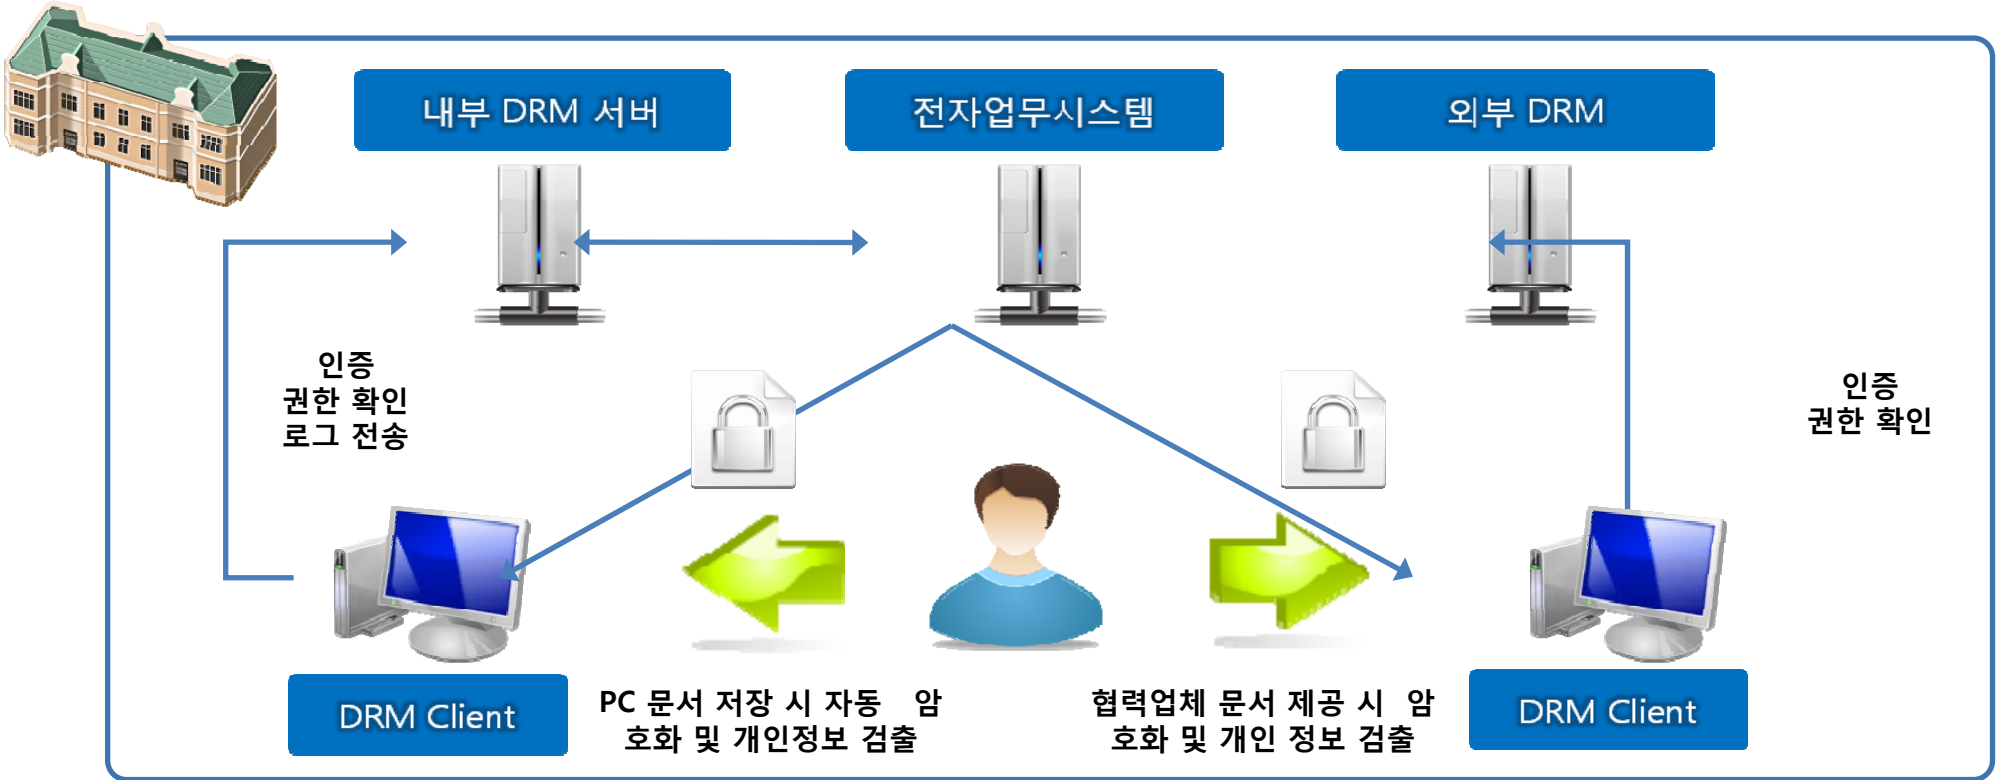 내부 DRM 서버
전자업무시스템
외부 DRM
인증
권한 확인
로그 전송
인증
권한 확인
DRM Client
PC 문서 저장 시 자동 암
호화 및 개인정보 검출
협력업체 문서 제공 시 암
호화 및 개인 정보 검출
DRM Client